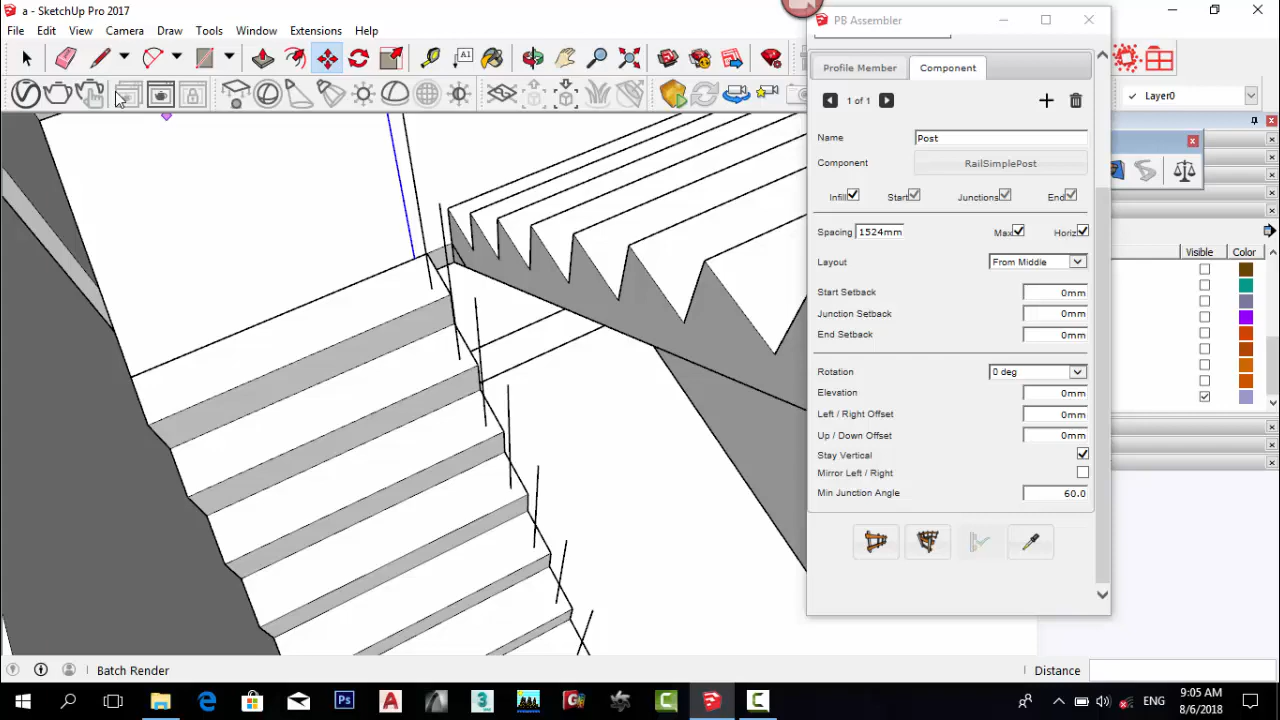 a - SketchUp Pro 2017
File Edit View Camera Draw Tools Window Extensions Help
PB Assembler
Profile Member Component
1 of 1
Name Post
Component RailSimplePost
Infill Start Junctions End
Spacing 1524mm Max Horiz
Layout From Middle
Start Setback 0mm
Junction Setback 0mm
End Setback 0mm
Rotation 0 deg
Elevation 0mm
Left / Right Offset 0mm
Up / Down Offset 0mm
Stay Vertical
Mirror Left / Right
Min Junction Angle 60.0
Layer0
Visible Color
Batch Render
Distance
ENG
9:05 AM
8/6/2018